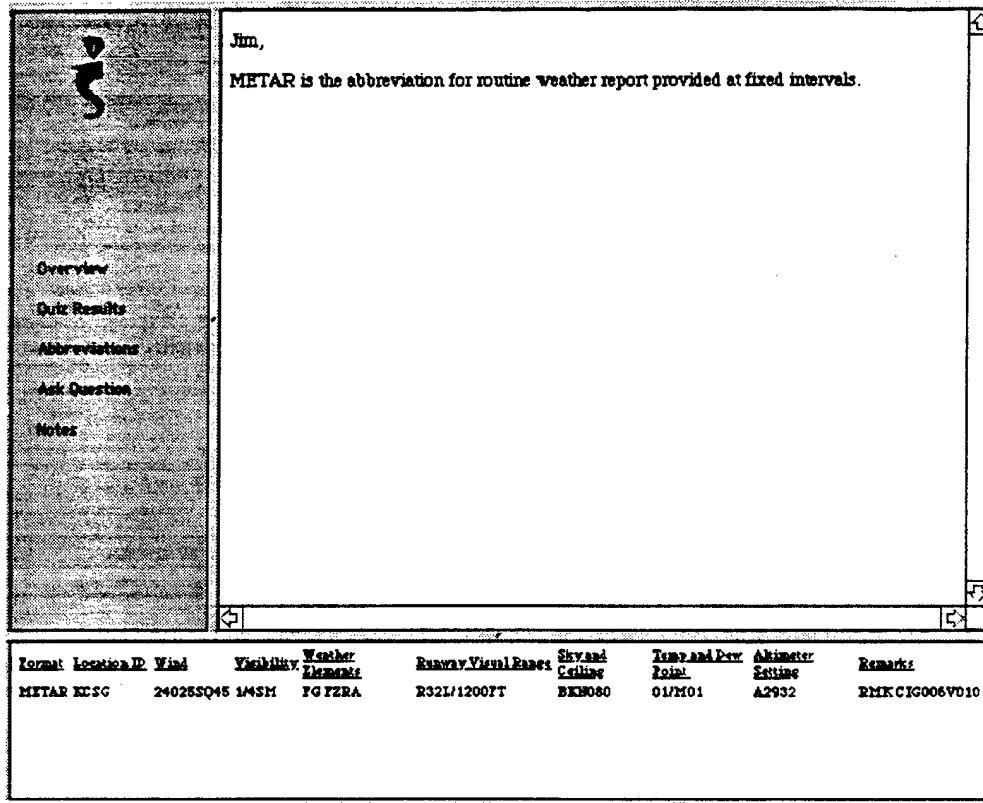 Jim,
METAR is the abbreviation for routine weather report provided at fixed intervals.
Overview
Quiz Results
Abbreviations
Ask Question
Notes
Format Location ID Wind Visibility Weather Elements Runway Visual Range Sky and Ceiling Temp and Dew Point Altimeter Setting Remarks
METAR KCSG 24025SQ45 1/4SM FG FZRA R32L/1200FT BKN080 01/M01 A2932 RMK CIG005V010